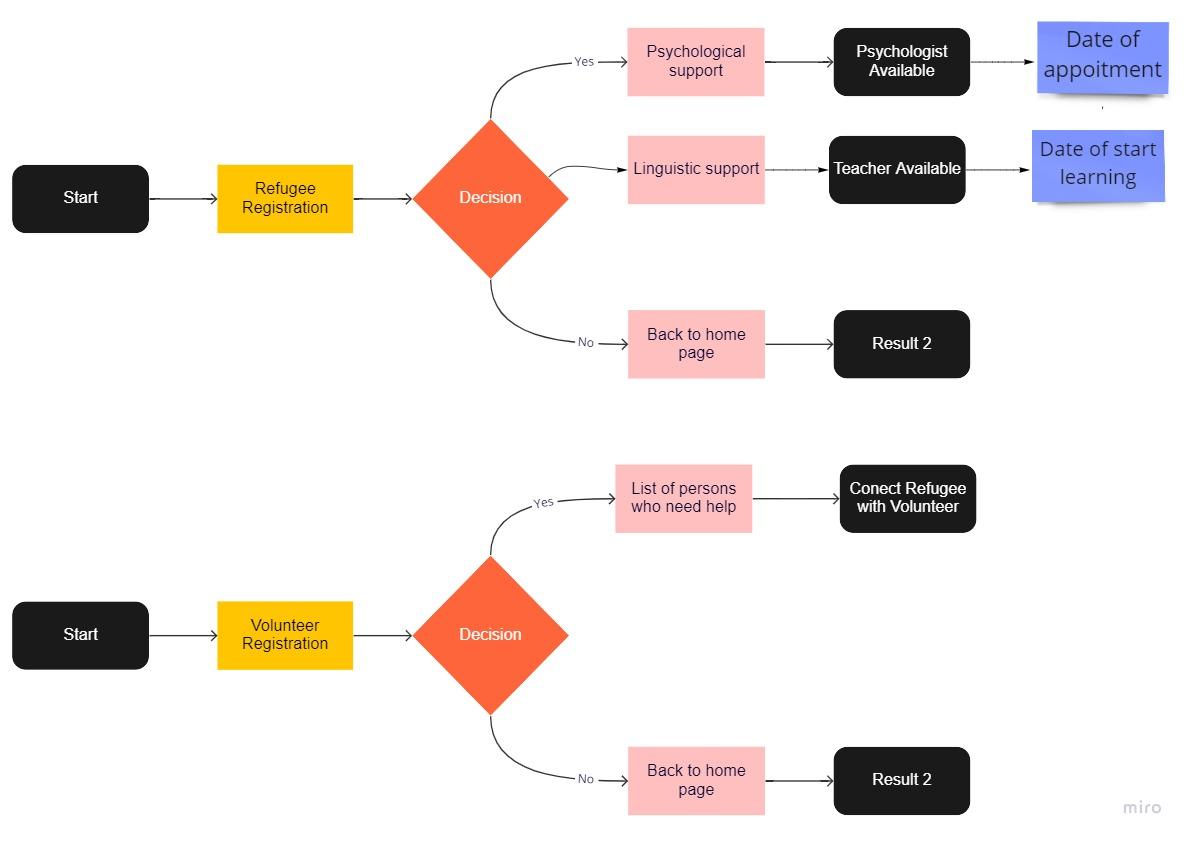 Yes
Psychological
support
Psychologist
Available
Date of
appoitment
Start
Refugee
Registration
Decision
Linguistic support
Teacher Available
Date of start
learning
No
Back to home
page
Result 2
Yes
List of persons
who need help
Conect Refugee
with Volunteer
Start
Volunteer
Registration
Decision
No
Back to home
page
Result 2
miro